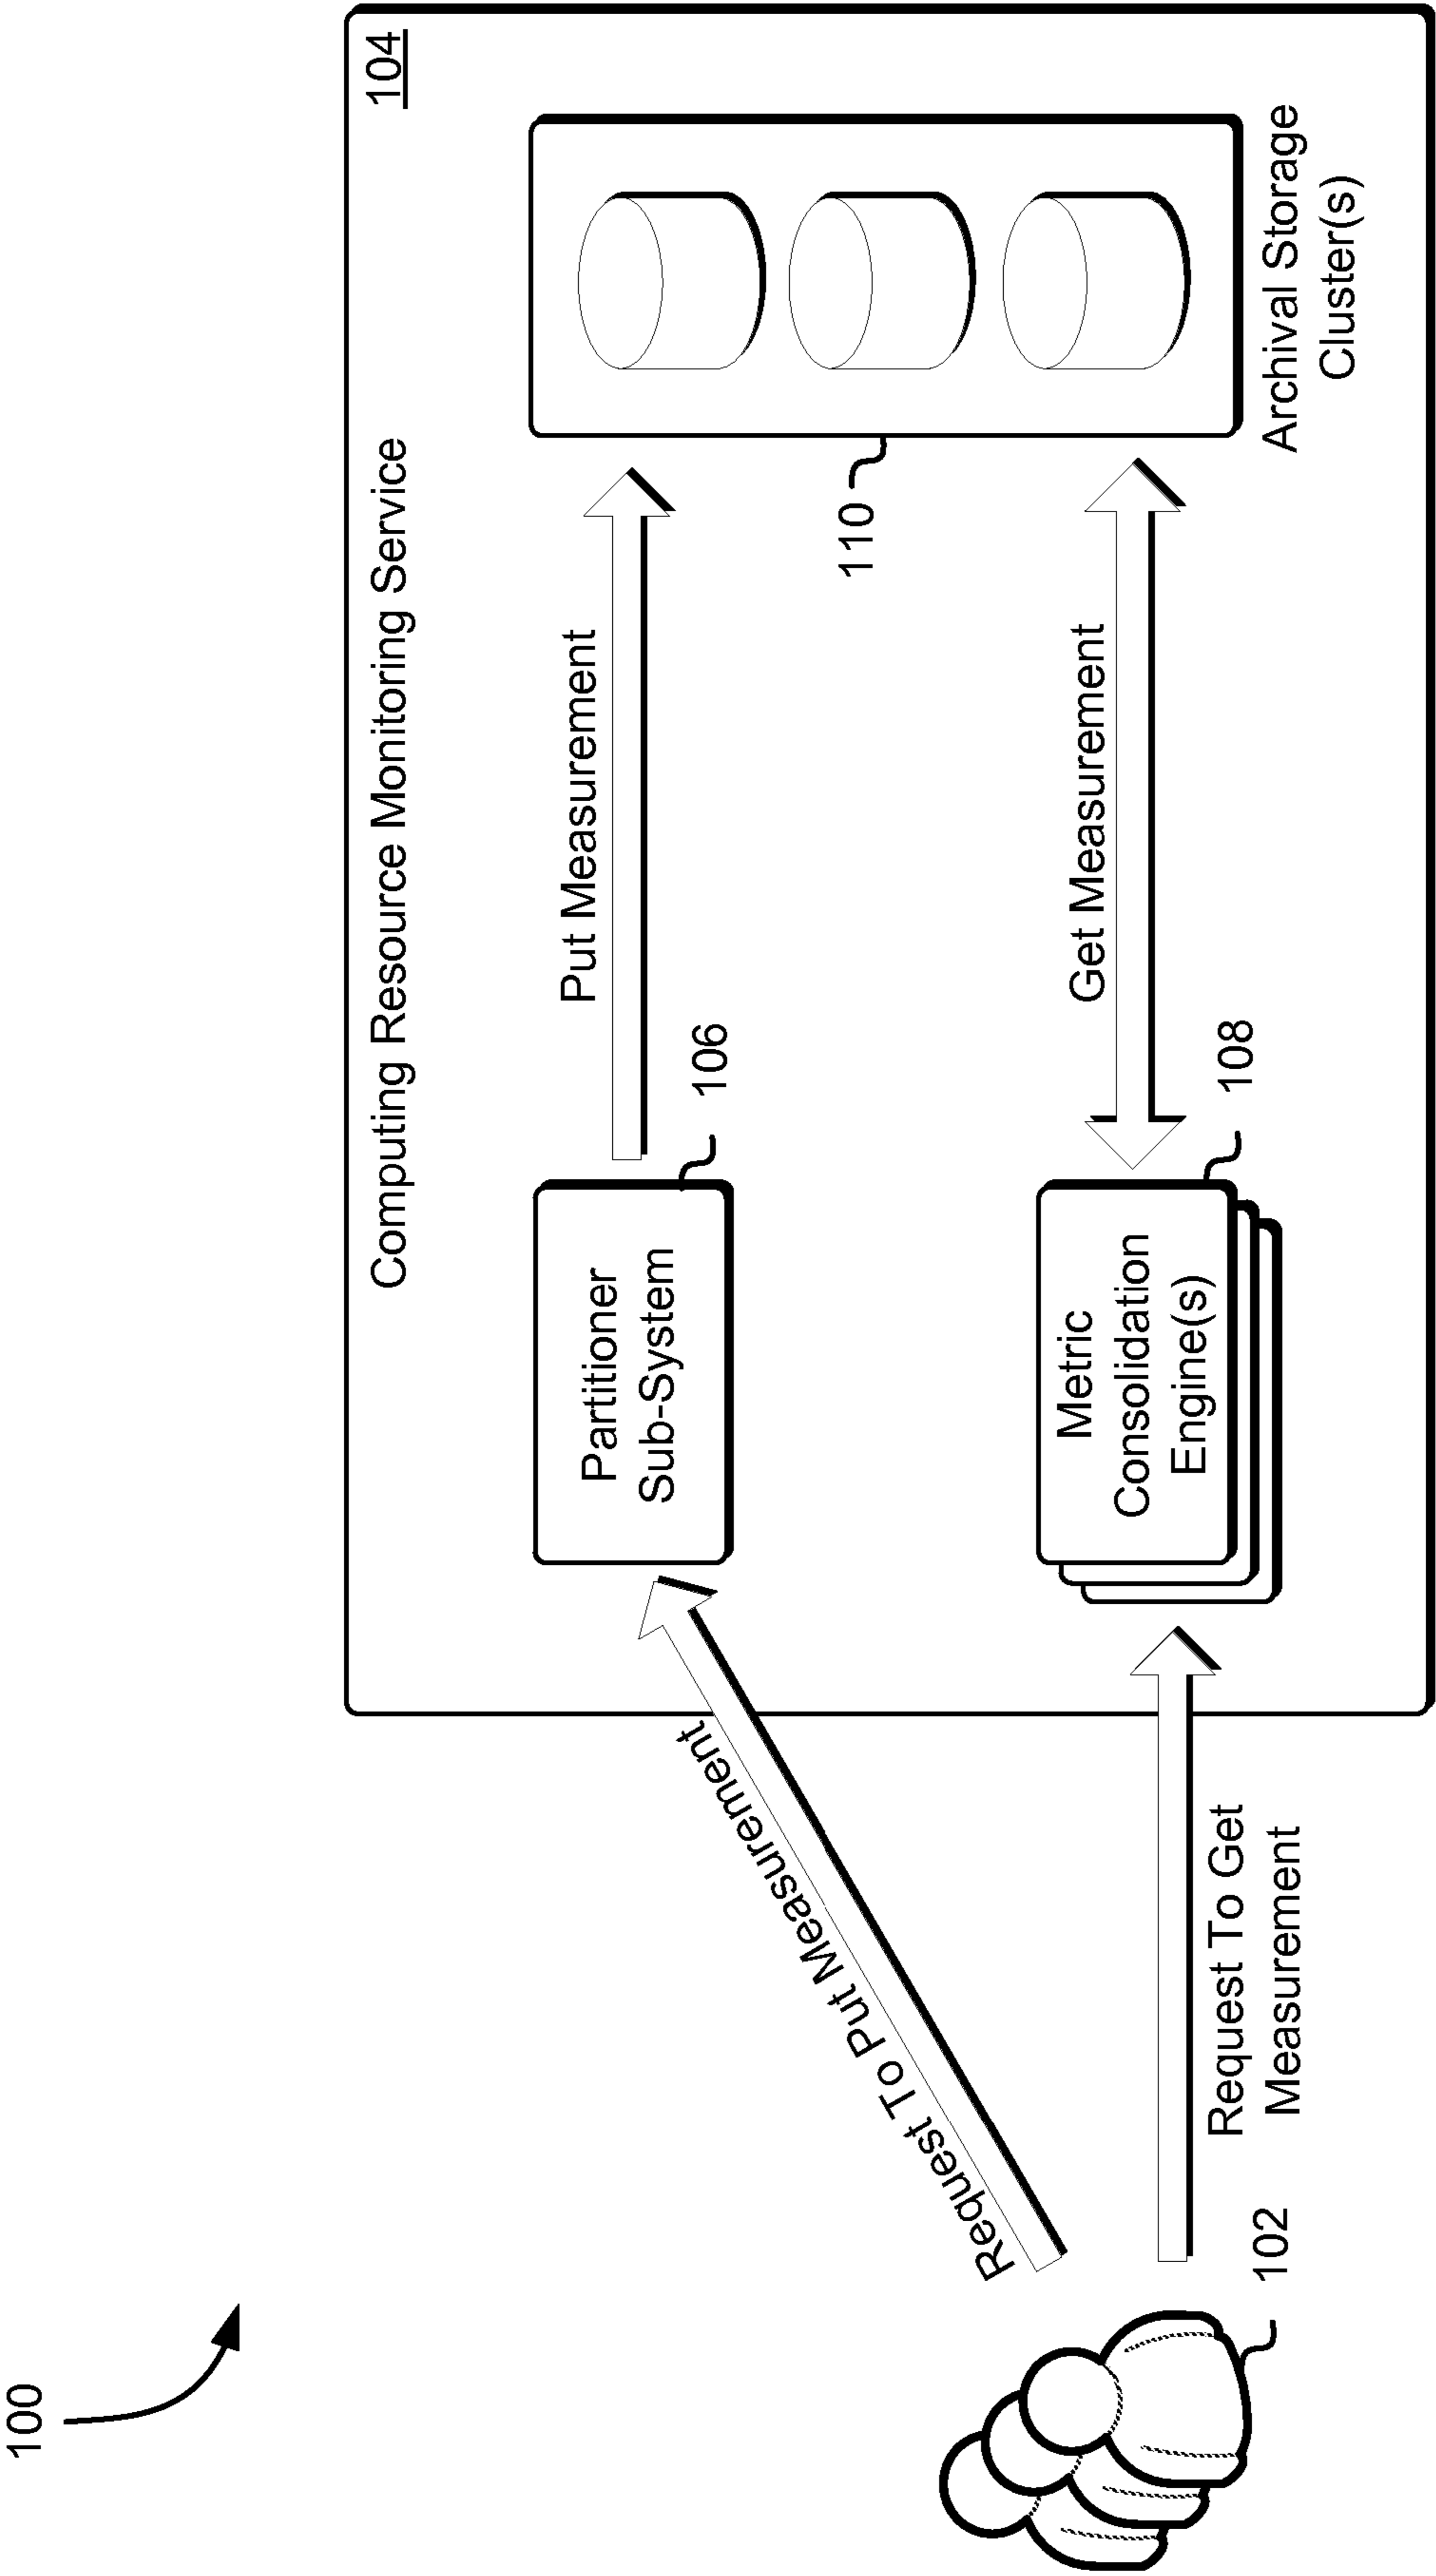 100
Computing Resource Monitoring Service
104
Partitioner
Sub-System
106
Put Measurement
110
Request To Put Measurement
Metric
Consolidation
Engine(s)
108
Get Measurement
Archival Storage
Cluster(s)
Request To Get
Measurement
102